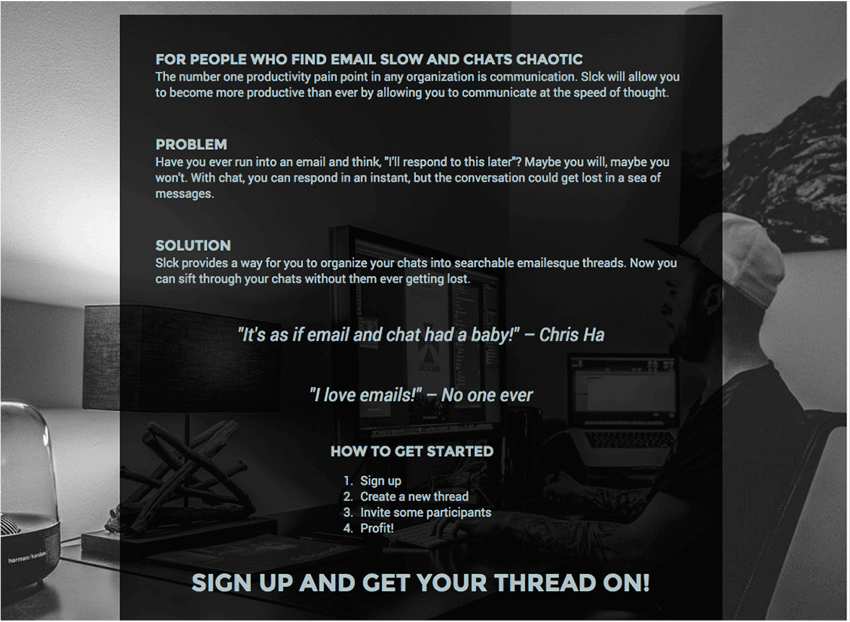 FOR PEOPLE WHO FIND EMAIL SLOW AND CHATS CHAOTIC
The number one productivity pain point in any organization is communication. Slck will allow you
to become more productive than ever by allowing you to communicate at the speed of thought.
PROBLEM
Have you ever run into an email and think, "I'll respond to this later"? Maybe you will, maybe you
won't. With chat, you can respond in an instant, but the conversation could get lost in a sea of
messages.
SOLUTION
Slck provides a way for you to organize your chats into searchable emailesque threads. Now you
can sift through your chats without them ever getting lost.
"It's as if email and chat had a baby!" – Chris Ha
"I love emails!" – No one ever
HOW TO GET STARTED
1. Sign up
2. Create a new thread
3. Invite some participants
4. Profit!
SIGN UP AND GET YOUR THREAD ON!
harman/kardon
AXIS